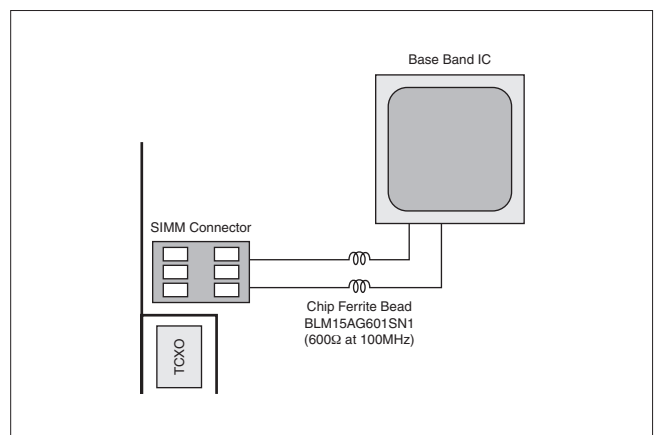 Base Band IC
SIMM Connector
Chip Ferrite Bead
BLM15AG601SN1
(600Ω at 100MHz)
TCXO